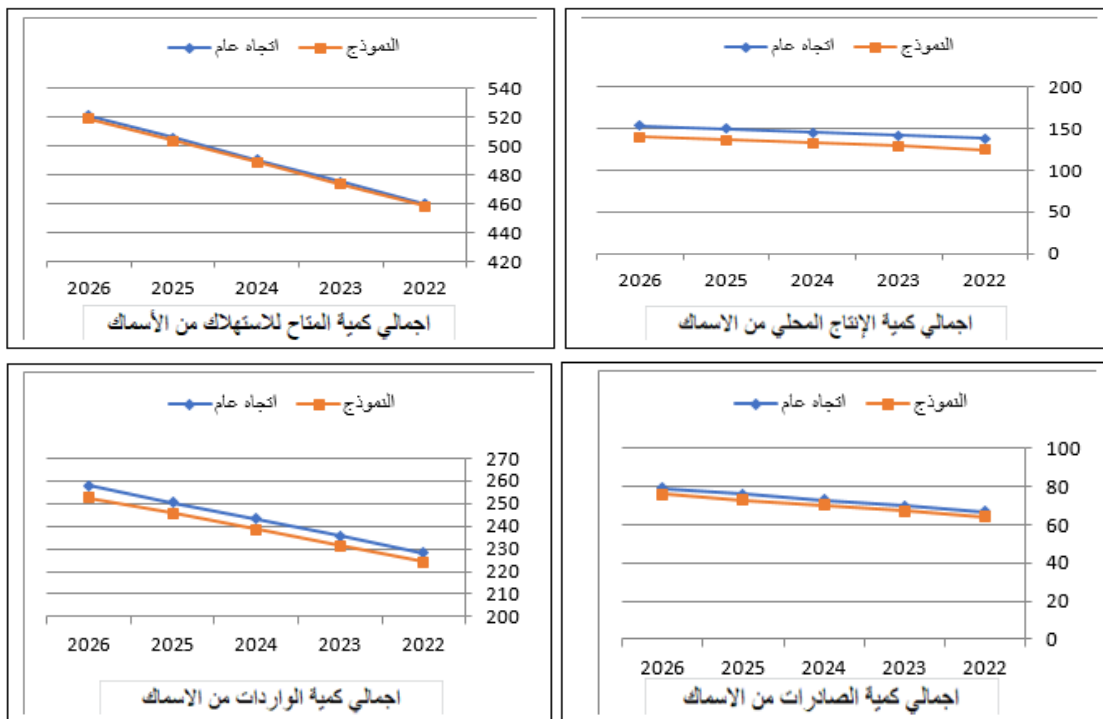 اتجاه عام النموذج
200
150
100
50
0
2022 2023 2024 2025 2026
اجمالي كمية الإنتاج المحلي من الاسماك
اتجاه عام النموذج
540
520
500
480
460
440
420
2022 2023 2024 2025 2026
اجمالي كمية المتاح للاستهلاك من الأسماك
اتجاه عام النموذج
100
80
60
40
20
0
2022 2023 2024 2025 2026
اجمالي كمية الصادرات من الاسماك
اتجاه عام النموذج
270
260
250
240
230
220
210
200
2022 2023 2024 2025 2026
اجمالي كمية الواردات من الاسماك